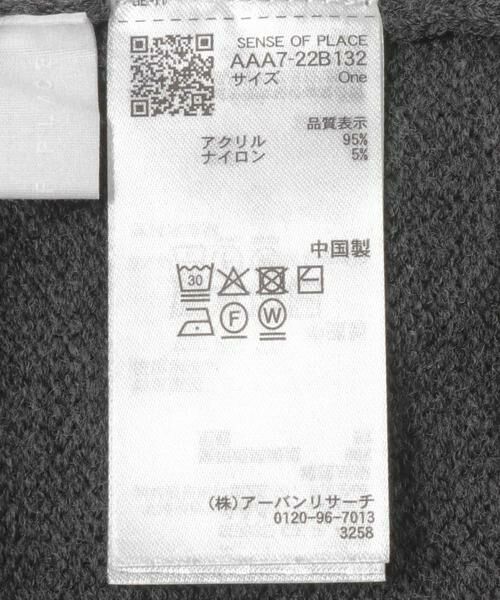 SENSE OF PLACE
AAA7-22B132
サイズ One
品質表示
アクリル 95%
ナイロン 5%
中国製
30
F W
(株)アーバンリサーチ
0120-96-7013
3258